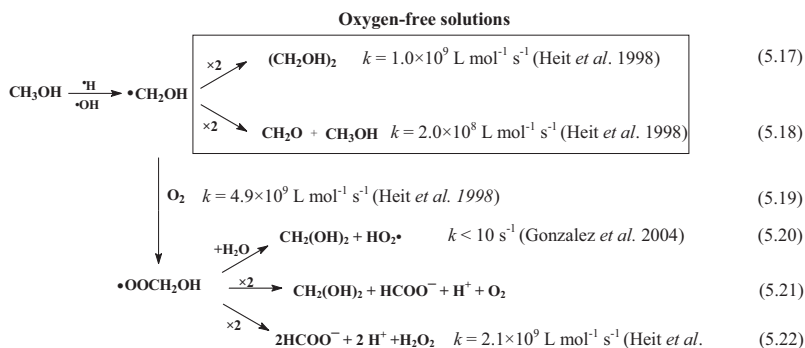 Oxygen-free solutions
×2 (CH₂OH)₂ k = 1.0×10⁹ L mol⁻¹ s⁻¹ (Heit et al. 1998) (5.17)
CH₃OH •H •OH •CH₂OH
×2 CH₂O + CH₃OH k = 2.0×10⁸ L mol⁻¹ s⁻¹ (Heit et al. 1998) (5.18)
O₂ k = 4.9×10⁹ L mol⁻¹ s⁻¹ (Heit et al. 1998) (5.19)
+H₂O CH₂(OH)₂ + HO₂• k < 10 s⁻¹ (Gonzalez et al. 2004) (5.20)
•OOCH₂OH ×2 CH₂(OH)₂ + HCOO⁻ + H⁺ + O₂ (5.21)
×2 2HCOO⁻ + 2 H⁺ +H₂O₂ k = 2.1×10⁹ L mol⁻¹ s⁻¹ (Heit et al. (5.22)